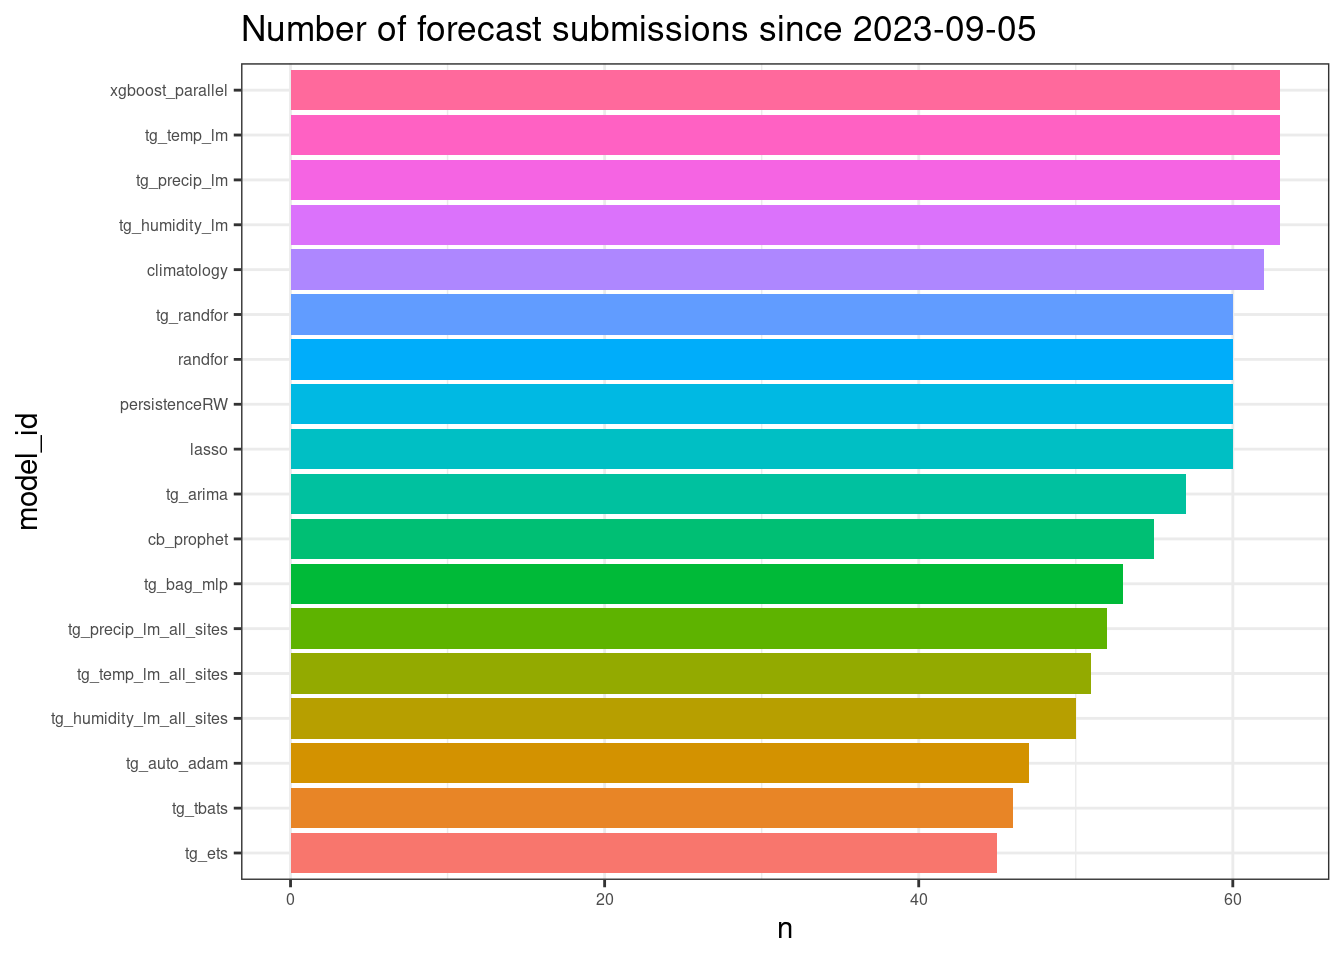 Number of forecast submissions since 2023-09-05
xgboost_parallel
tg_temp_lm
tg_precip_lm
tg_humidity_lm
climatology
tg_randfor
randfor
persistenceRW
lasso
tg_arima
cb_prophet
tg_bag_mlp
tg_precip_lm_all_sites
tg_temp_lm_all_sites
tg_humidity_lm_all_sites
tg_auto_adam
tg_tbats
tg_ets
model_id
0 20 40 60
n